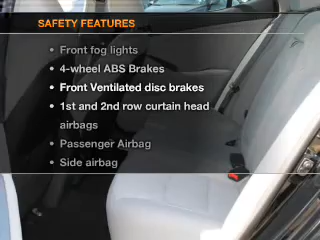 SAFETY FEATURES
• Front fog lights
• 4-wheel ABS Brakes
• Front Ventilated disc brakes
• 1st and 2nd row curtain head
airbags
• Passenger Airbag
• Side airbag